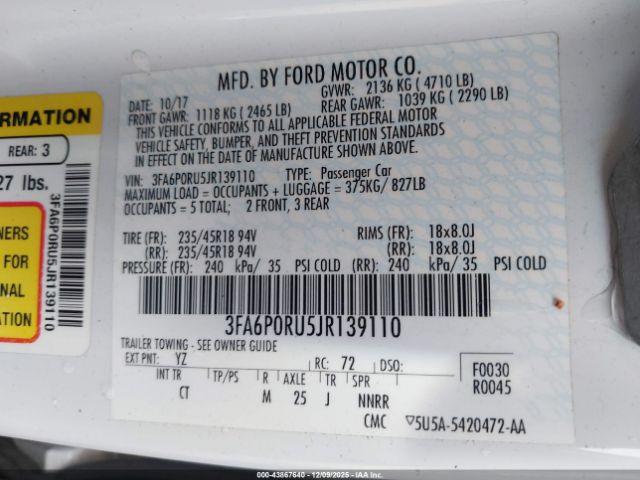 MFD. BY FORD MOTOR CO.
DATE: 10/17 GVWR: 2136 KG ( 4710 LB)
FRONT GAWR: 1118 KG ( 2465 LB) REAR GAWR: 1039 KG ( 2290 LB)
THIS VEHICLE CONFORMS TO ALL APPLICABLE FEDERAL MOTOR
VEHICLE SAFETY, BUMPER, AND THEFT PREVENTION STANDARDS
IN EFFECT ON THE DATE OF MANUFACTURE SHOWN ABOVE.
VIN: 3FA6P0RU5JR139110 TYPE: Passenger Car
MAXIMUM LOAD = OCCUPANTS + LUGGAGE = 375KG/ 827LB
OCCUPANTS = 5 TOTAL; 2 FRONT, 3 REAR
TIRE (FR): 235/45R18 94V RIMS (FR): 18x8.0J
(RR): 235/45R18 94V (RR): 18x8.0J
PRESSURE (FR): 240 kPa/ 35 PSI COLD (RR): 240 kPa/ 35 PSI COLD
3FA6P0RU5JR139110
TRAILER TOWING - SEE OWNER GUIDE
EXT PNT: YZ RC: 72 DSO:
F0030
R0045
INT TR TP/PS R AXLE TR SPR
CT M 25 J NNRR
CMC ▽5U5A-5420472-AA
ORMATION
REAR: 3
27 lbs.
NERS
FOR
NAL
ION
3FA6P0RU5JR139110
000-43867640 - 12/09/2025 - IAA Inc.